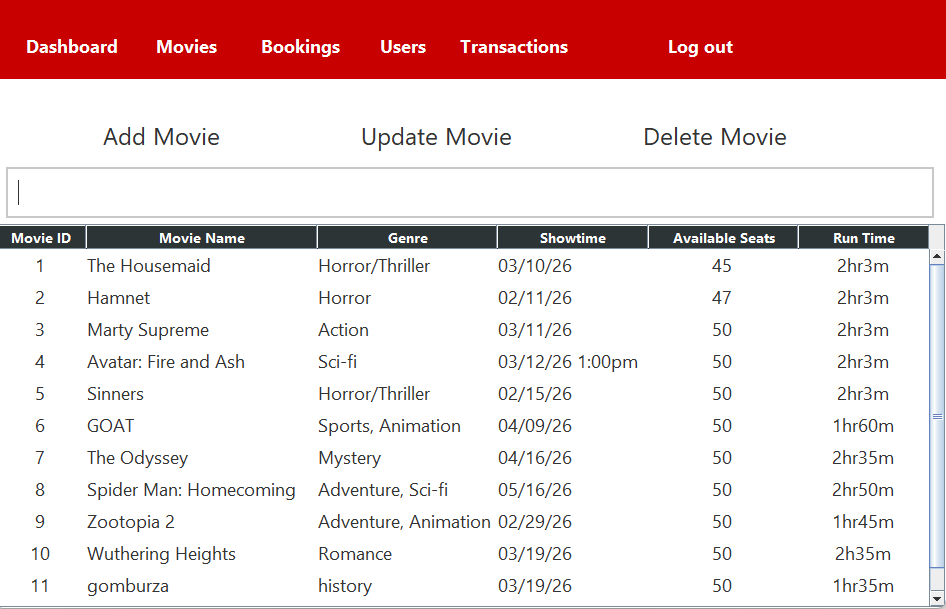 Dashboard Movies Bookings Users Transactions Log out
Add Movie Update Movie Delete Movie
Movie ID Movie Name Genre Showtime Available Seats Run Time
1 The Housemaid Horror/Thriller 03/10/26 45 2hr3m
2 Hamnet Horror 02/11/26 47 2hr3m
3 Marty Supreme Action 03/11/26 50 2hr3m
4 Avatar: Fire and Ash Sci-fi 03/12/26 1:00pm 50 2hr3m
5 Sinners Horror/Thriller 02/15/26 50 2hr3m
6 GOAT Sports, Animation 04/09/26 50 1hr60m
7 The Odyssey Mystery 04/16/26 50 2hr35m
8 Spider Man: Homecoming Adventure, Sci-fi 05/16/26 50 2hr50m
9 Zootopia 2 Adventure, Animation 02/29/26 50 1hr45m
10 Wuthering Heights Romance 03/19/26 50 2h35m
11 gomburza history 03/19/26 50 1hr35m